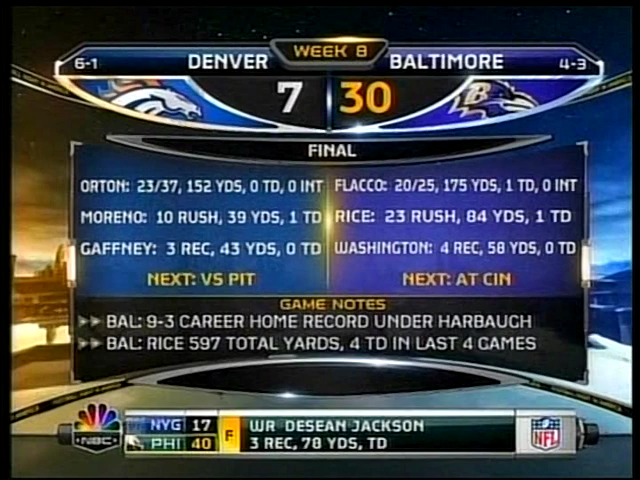 WEEK 8
6-1 DENVER BALTIMORE 4-3
7 30
FINAL
ORTON: 23/37, 152 YDS, 0 TD, 0 INT
MORENO: 10 RUSH, 39 YDS, 1 TD
GAFFNEY: 3 REC, 43 YDS, 0 TD
NEXT: VS PIT
FLACCO: 20/25, 175 YDS, 1 TD, 0 INT
RICE: 23 RUSH, 84 YDS, 1 TD
WASHINGTON: 4 REC, 58 YDS, 0 TD
NEXT: AT CIN
GAME NOTES
BAL: 9-3 CAREER HOME RECORD UNDER HARBAUGH
BAL: RICE 597 TOTAL YARDS, 4 TD IN LAST 4 GAMES
NBC
NYG 17
PHI 40
F
WR DESEAN JACKSON
3 REC, 78 YDS, TD
NFL